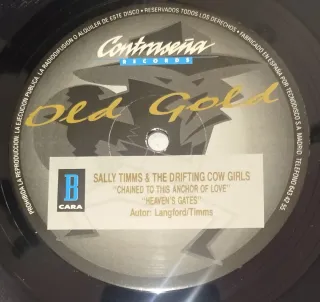 Contraseña
RECORDS
Old Gold
B
CARA
SALLY TIMMS & THE DRIFTING COW GIRLS
"CHAINED TO THIS ANCHOR OF LOVE"
"HEAVEN'S GATES"
Autor: Langford/Timms
PROHIBIDA LA REPRODUCCION, LA EJECUCION PUBLICA, LA RADIODIFUSION O ALQUILER DE ESTE DISCO • RESERVADOS TODOS LOS DERECHOS • FABRICADO EN ESPAÑA POR TECNODISCO S.A. MADRID. TELEFONO 643 42 55